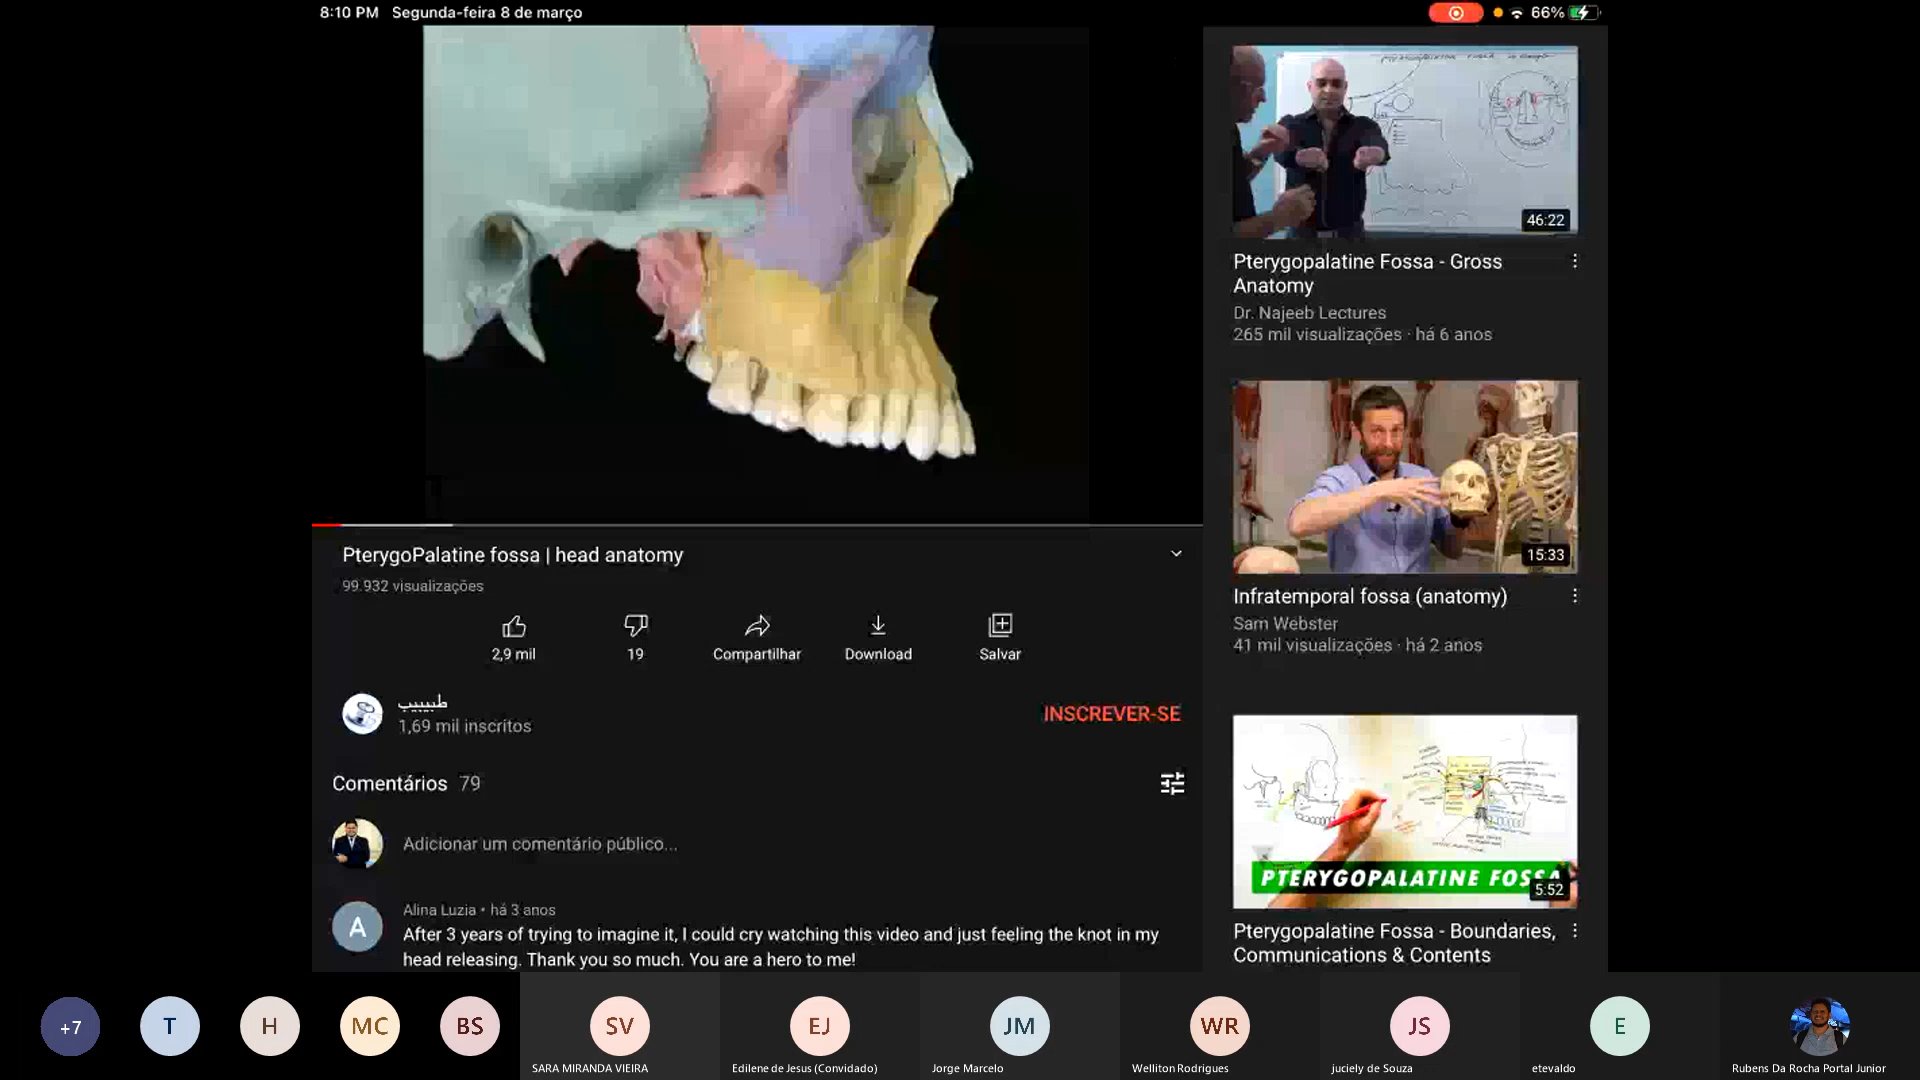 8:10 PM Segunda-feira 8 de março
66%
46:22
Pterygopalatine Fossa - Gross
Anatomy
Dr. Najeeb Lectures
265 mil visualizações · há 6 anos
15:33
Infratemporal fossa (anatomy)
Sam Webster
41 mil visualizações · há 2 anos
PTERYGOPALATINE FOSSA
5:52
Pterygopalatine Fossa - Boundaries,
Communications & Contents
PterygoPalatine fossa | head anatomy
99.932 visualizações
2,9 mil
19
Compartilhar
Download
Salvar
طبيبيب
1,69 mil inscritos
INSCREVER-SE
Comentários 79
Adicionar um comentário público...
A
Alina Luzia • há 3 anos
After 3 years of trying to imagine it, I could cry watching this video and just feeling the knot in my
head releasing. Thank you so much. You are a hero to me!
+7
T
H
MC
BS
SV
SARA MIRANDA VIEIRA
EJ
Edilene de Jesus (Convidado)
JM
Jorge Marcelo
WR
Welliton Rodrigues
JS
juciely de Souza
E
etevaldo
Rubens Da Rocha Portal Junior